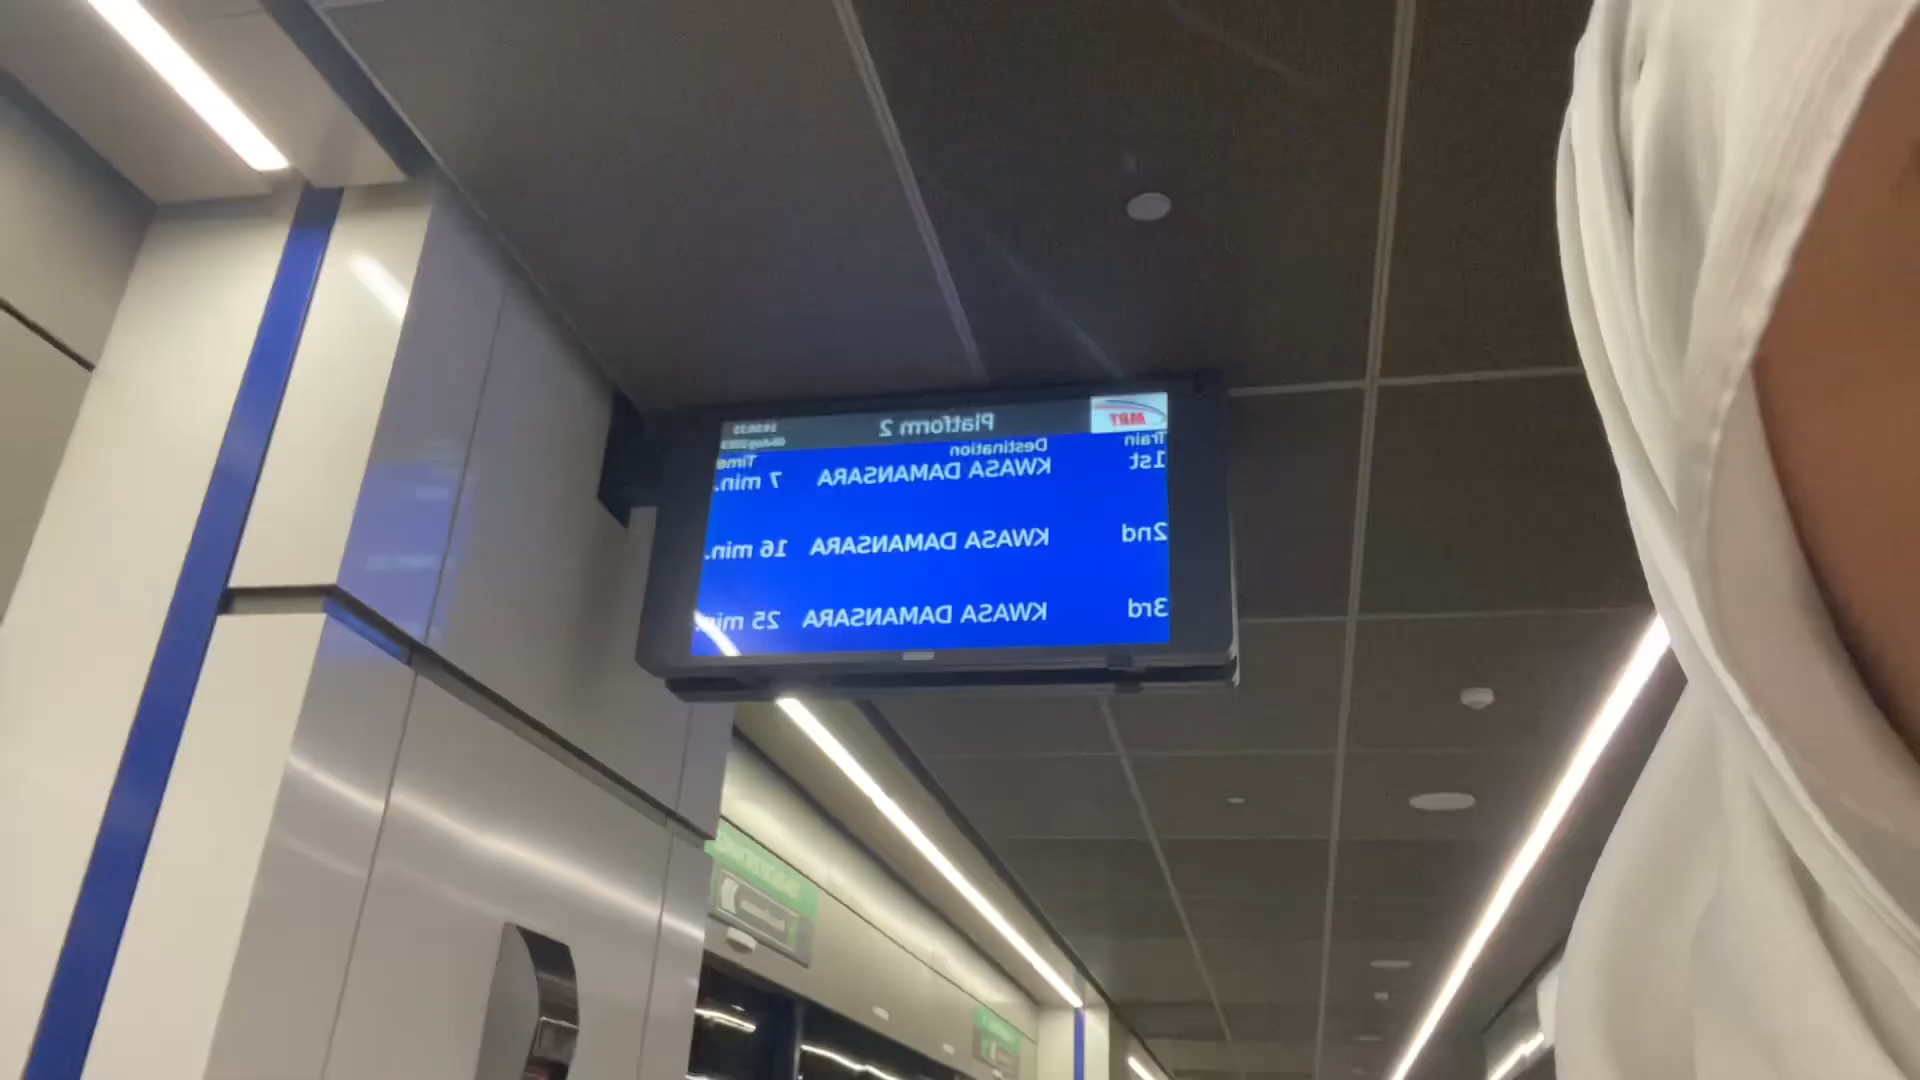 MRT
Platform 2
Train Destination Time
1st KWASA DAMANSARA 7 min.
2nd KWASA DAMANSARA 16 min.
3rd KWASA DAMANSARA 25 min.